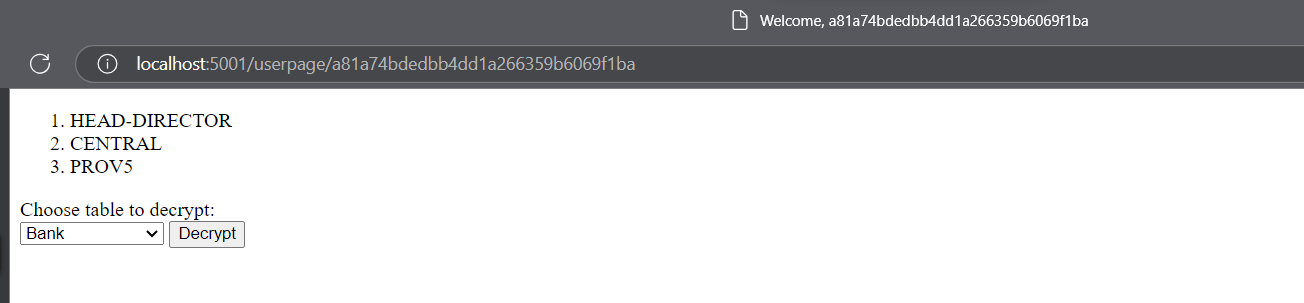 Welcome, a81a74bdedbb4dd1a266359b6069f1ba
localhost:5001/userpage/a81a74bdedbb4dd1a266359b6069f1ba
1. HEAD-DIRECTOR
2. CENTRAL
3. PROV5
Choose table to decrypt:
Bank Decrypt